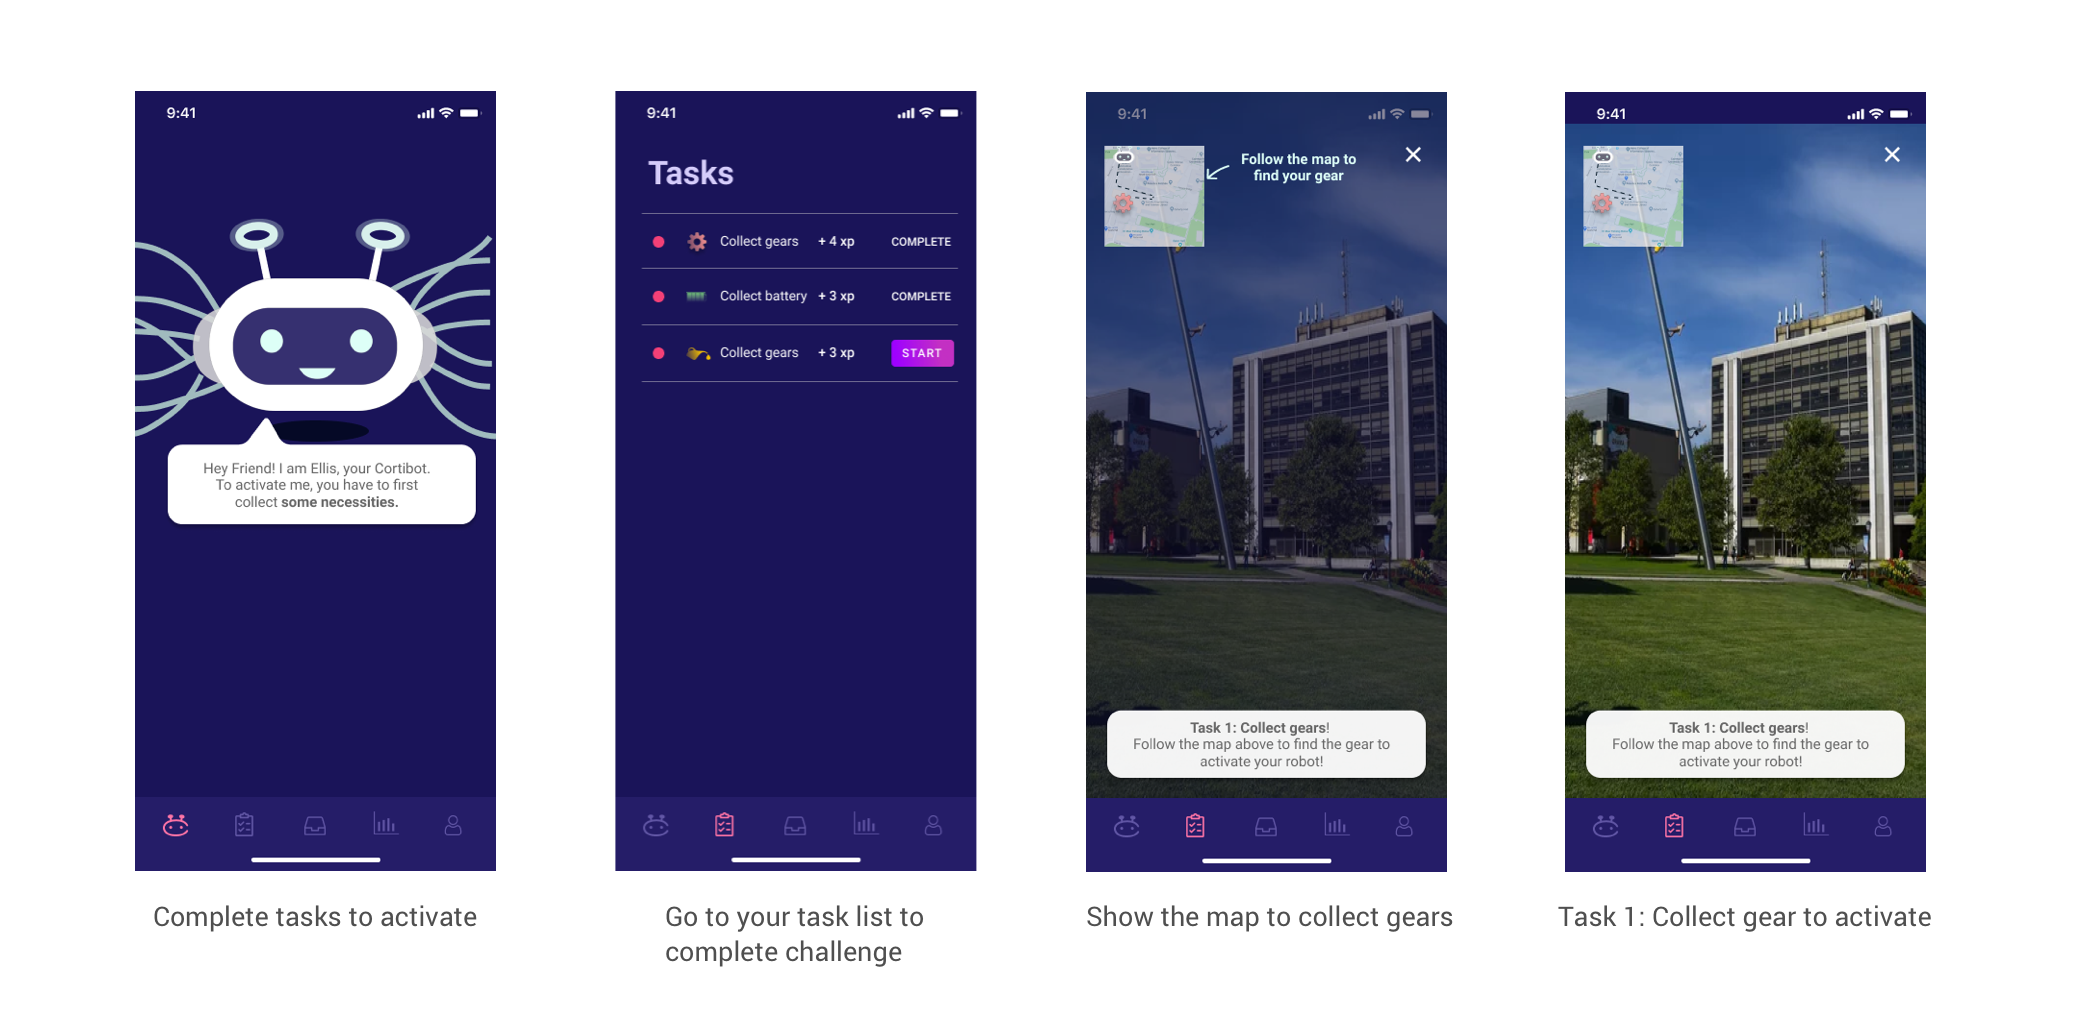 9:41
Hey Friend! I am Ellis, your Cortibot.
To activate me, you have to first
collect some necessities.
Complete tasks to activate
9:41
Tasks
Collect gears + 4 xp COMPLETE
Collect battery + 3 xp COMPLETE
Collect gears + 3 xp START
Go to your task list to
complete challenge
9:41
Follow the map to
find your gear
Task 1: Collect gears!
Follow the map above to find the gear to
activate your robot!
Show the map to collect gears
9:41
Task 1: Collect gears!
Follow the map above to find the gear to
activate your robot!
Task 1: Collect gear to activate